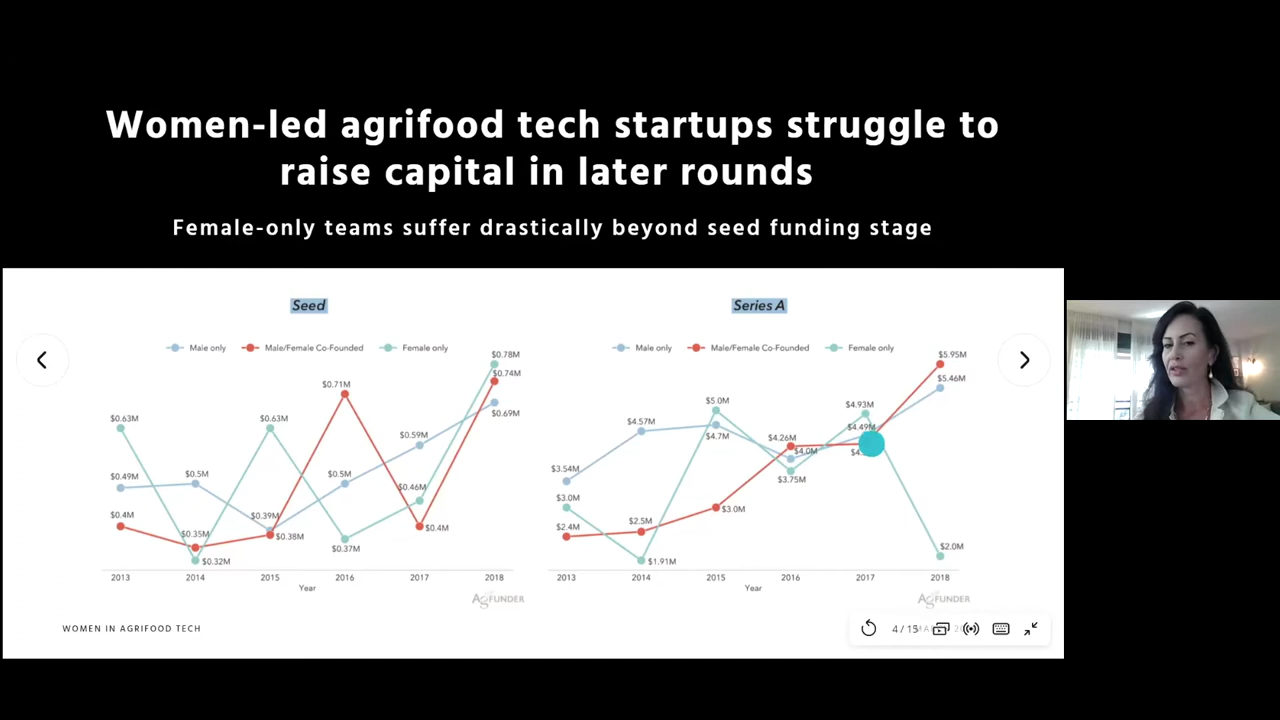 Women-led agrifood tech startups struggle to
raise capital in later rounds
Female-only teams suffer drastically beyond seed funding stage
Seed
Male only
Male/Female Co-Founded
Female only
$0.78M
$0.74M
$0.71M
$0.69M
$0.63M
$0.63M
$0.59M
$0.49M
$0.5M
$0.5M
$0.46M
$0.4M
$0.39M
$0.4M
$0.35M
$0.38M
$0.32M
$0.37M
2013
2014
2015
2016
2017
2018
Year
AgFUNDER
Series A
Male only
Male/Female Co-Founded
Female only
$5.95M
$5.46M
$5.0M
$4.93M
$4.57M
$4.49M
$4.7M
$4.26M
$4.0M
$3.54M
$3.75M
$3.0M
$3.0M
$2.4M
$2.5M
$2.0M
$1.91M
2013
2014
2015
2016
2017
2018
Year
AgFUNDER
WOMEN IN AGRIFOOD TECH
4 / 15